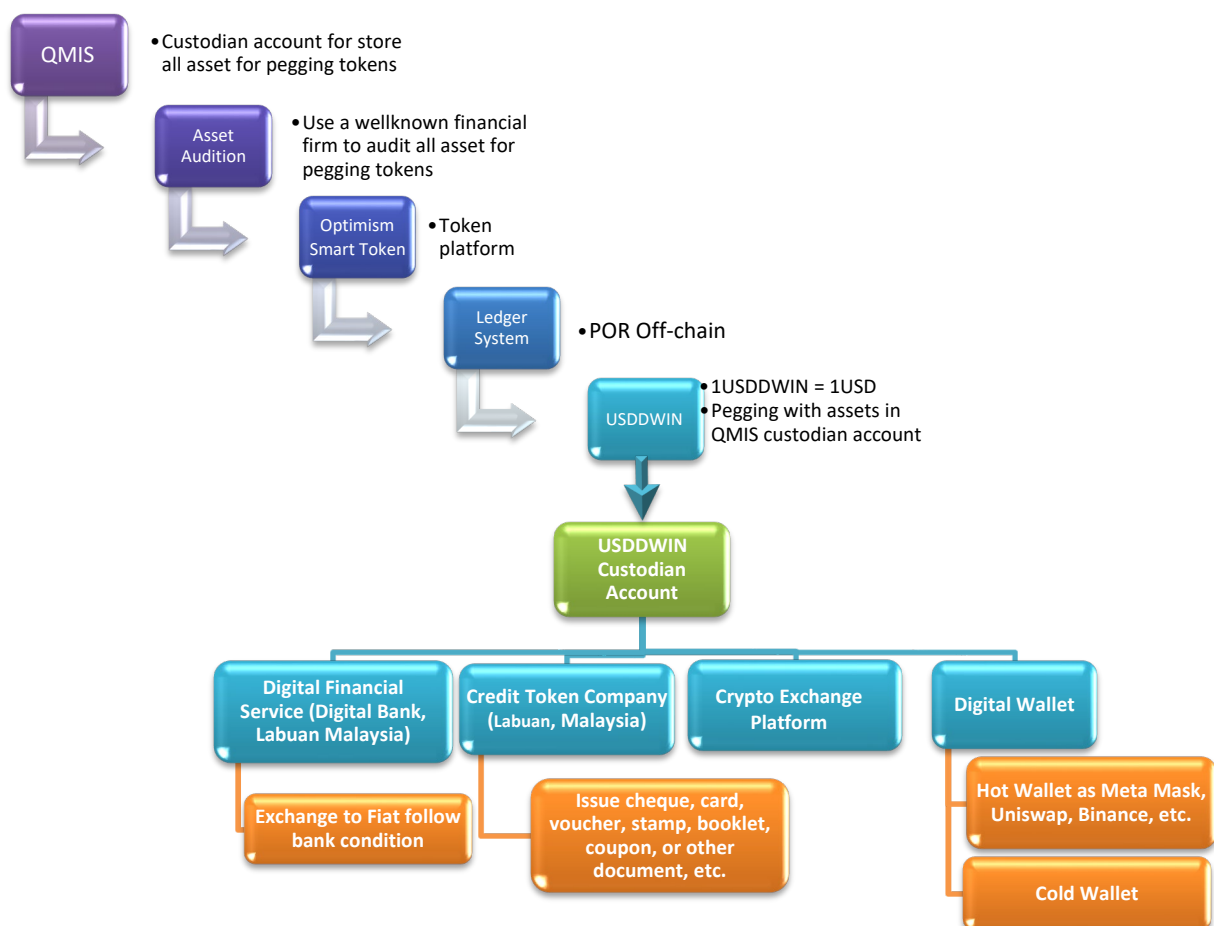 QMIS
•Custodian account for store
all asset for pegging tokens
Asset
Audition
•Use a wellknown financial
firm to audit all asset for
pegging tokens
Optimism
Smart Token
•Token
platform
Ledger
System
•POR Off-chain
USDDWIN
•1USDDWIN = 1USD
•Pegging with assets in
QMIS custodian account
USDDWIN
Custodian
Account
Digital Financial
Service (Digital Bank,
Labuan Malaysia)
Credit Token Company
(Labuan, Malaysia)
Crypto Exchange
Platform
Digital Wallet
Exchange to Fiat follow
bank condition
Issue cheque, card,
voucher, stamp, booklet,
coupon, or other
document, etc.
Hot Wallet as Meta Mask,
Uniswap, Binance, etc.
Cold Wallet